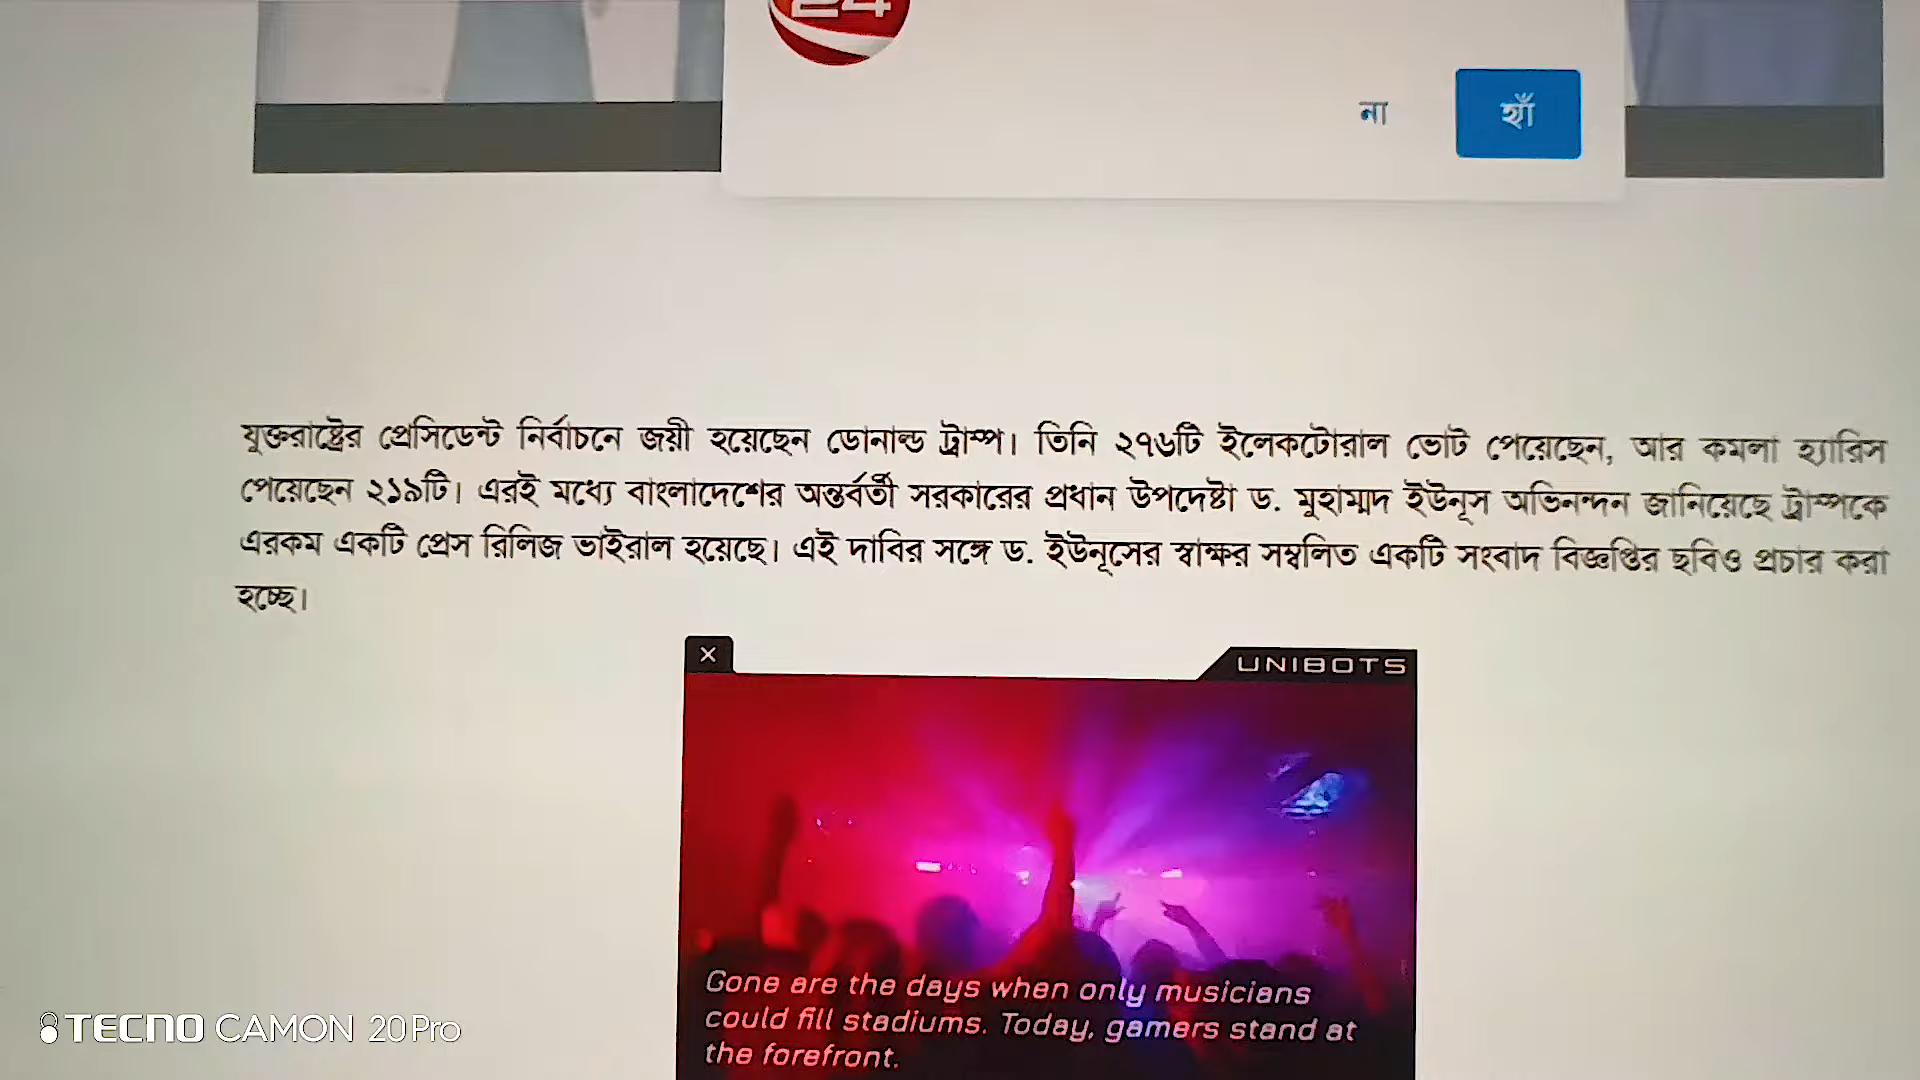 24
না
হ্যাঁ
যুক্তরাষ্ট্রের প্রেসিডেন্ট নির্বাচনে জয়ী হয়েছেন ডোনাল্ড ট্রাম্প। তিনি ২৭৬টি ইলেকটোরাল ভোট পেয়েছেন, আর কমলা হ্যারিস
পেয়েছেন ২১৯টি। এরই মধ্যে বাংলাদেশের অন্তর্বর্তী সরকারের প্রধান উপদেষ্টা ড. মুহাম্মদ ইউনূস অভিনন্দন জানিয়েছে ট্রাম্পকে
এরকম একটি প্রেস রিলিজ ভাইরাল হয়েছে। এই দাবির সঙ্গে ড. ইউনূসের স্বাক্ষর সম্বলিত একটি সংবাদ বিজ্ঞপ্তির ছবিও প্রচার করা
হচ্ছে।
UNIBOTS
Gone are the days when only musicians
could fill stadiums. Today, gamers stand at
the forefront.
TECNO CAMON 20 Pro